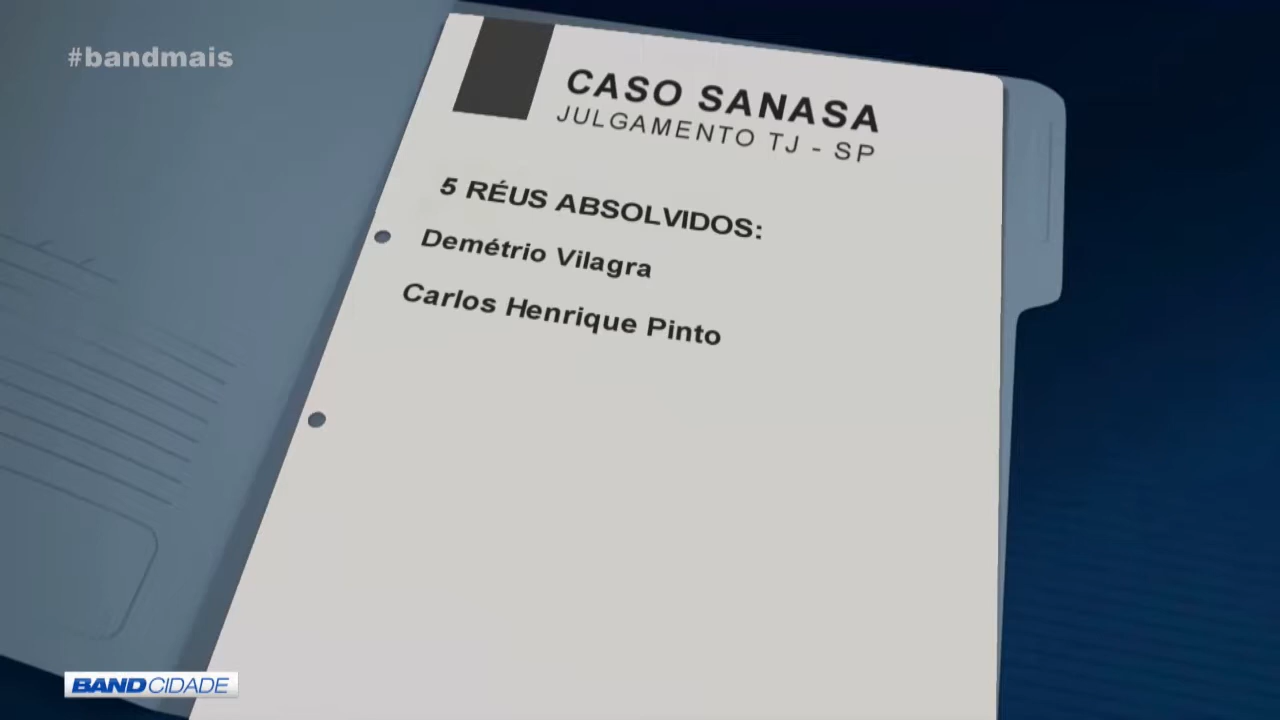 #bandmais
CASO SANASA
JULGAMENTO TJ - SP
5 RÉUS ABSOLVIDOS:
Demétrio Vilagra
Carlos Henrique Pinto
BAND CIDADE